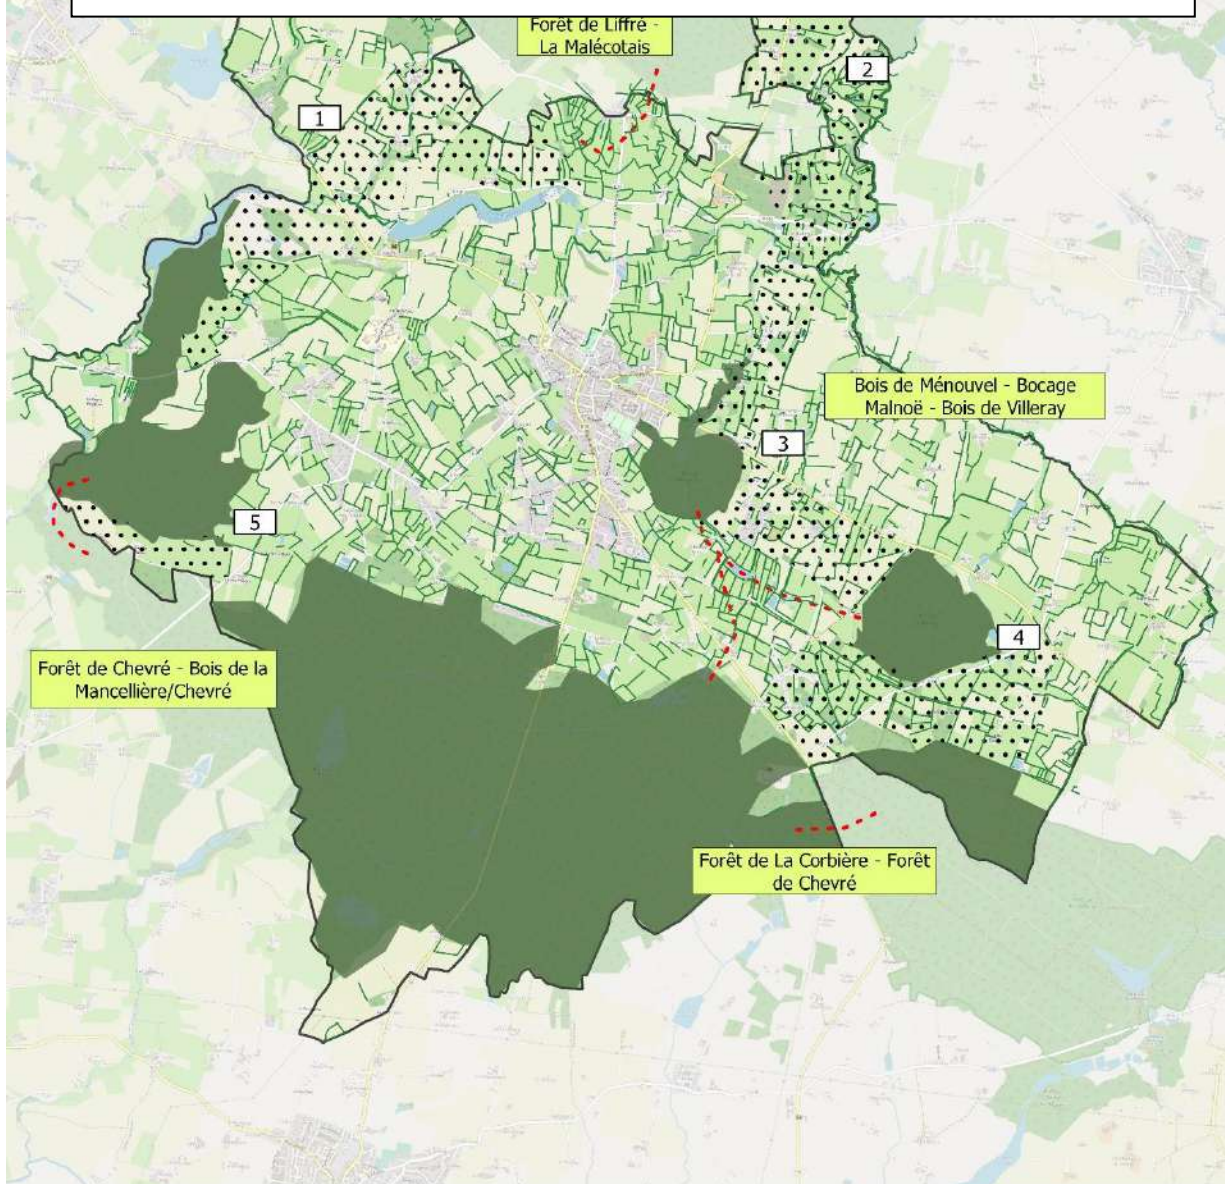 Forêt de Liffré -
La Malécotais
2
1
Bois de Ménouvel - Bocage
Malnoë - Bois de Villeray
3
5
4
Forêt de Chevré - Bois de la
Mancellière/Chevré
Forêt de La Corbière - Forêt
de Chevré